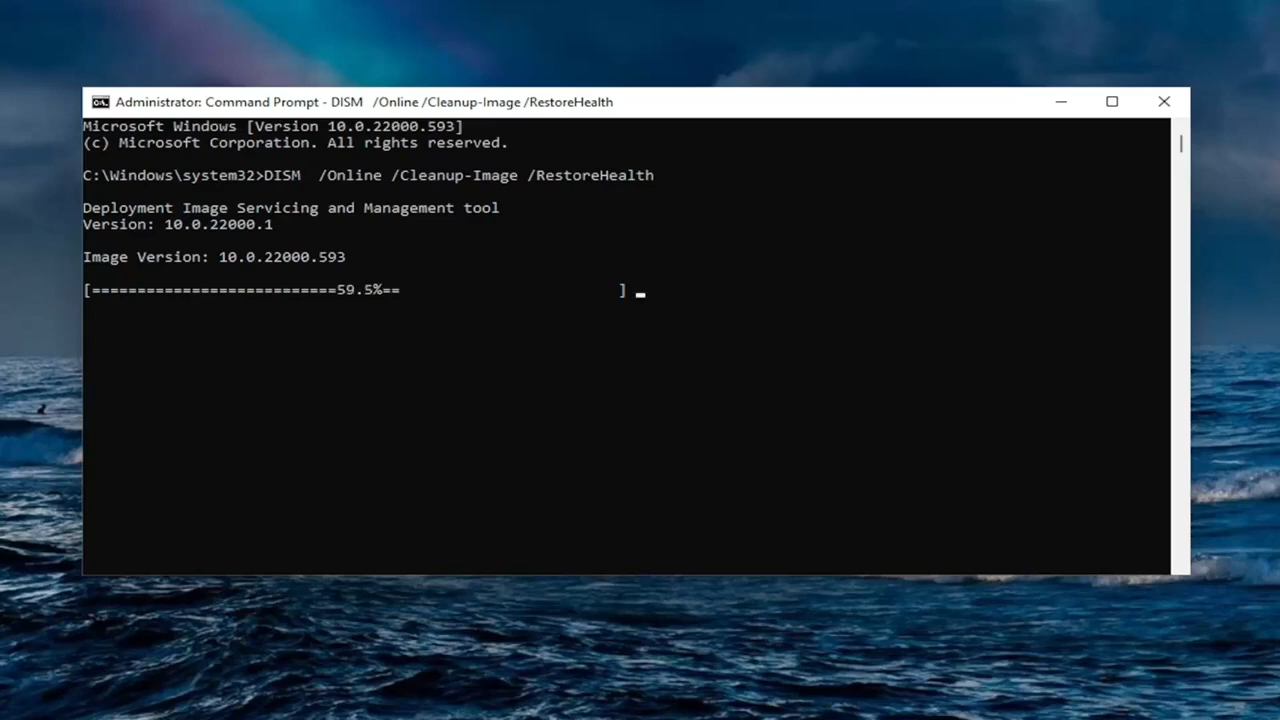 Administrator: Command Prompt - DISM  /Online /Cleanup-Image /RestoreHealth
Microsoft Windows [Version 10.0.22000.593]
(c) Microsoft Corporation. All rights reserved.
C:\Windows\system32>DISM  /Online /Cleanup-Image /RestoreHealth
Deployment Image Servicing and Management tool
Version: 10.0.22000.1
Image Version: 10.0.22000.593
[===========================59.5%==                        ]